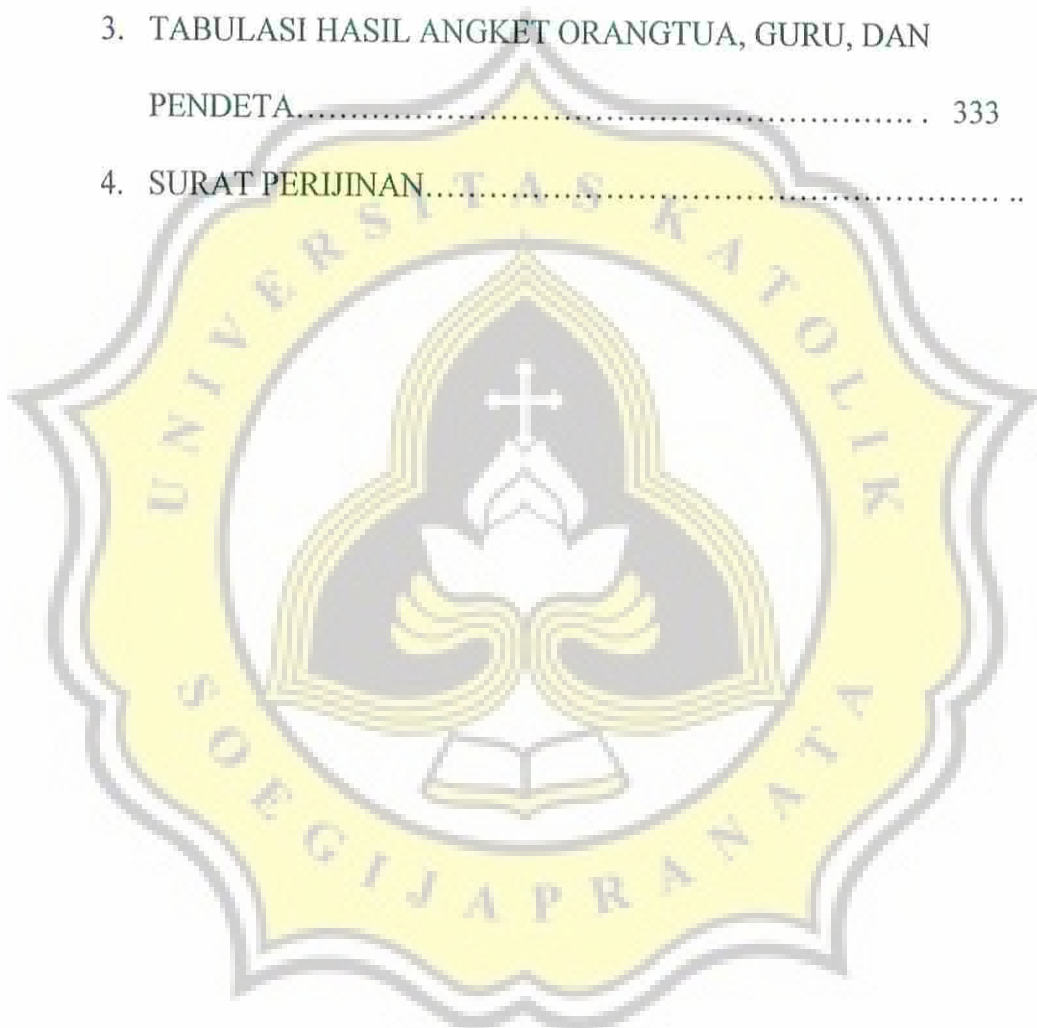 3. TABULASI HASIL ANGKET ORANGTUA, GURU, DAN
PENDETA........................................................ . 333
4. SURAT PERIJINAN..................................................... ..
UNIVERSITAS KATOLIK
SOEGIJAPRANATA